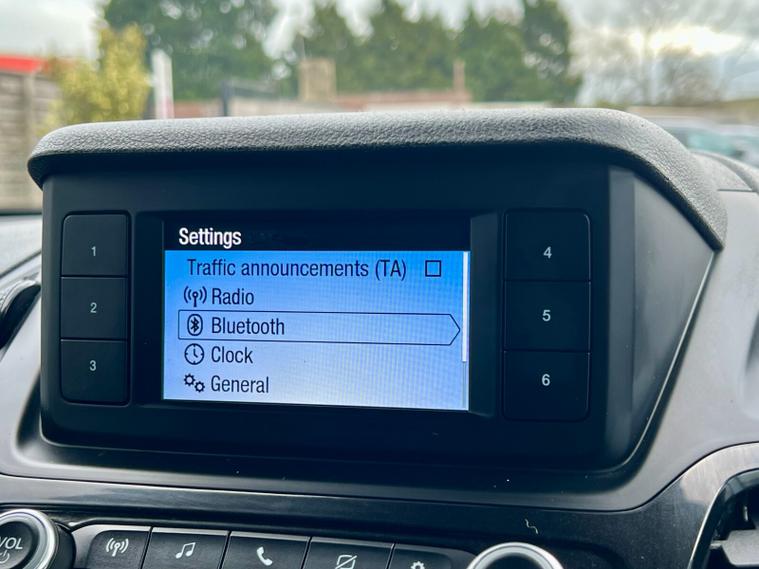 Settings
Traffic announcements (TA)
Radio
Bluetooth
Clock
General
1
2
3
4
5
6
VOL